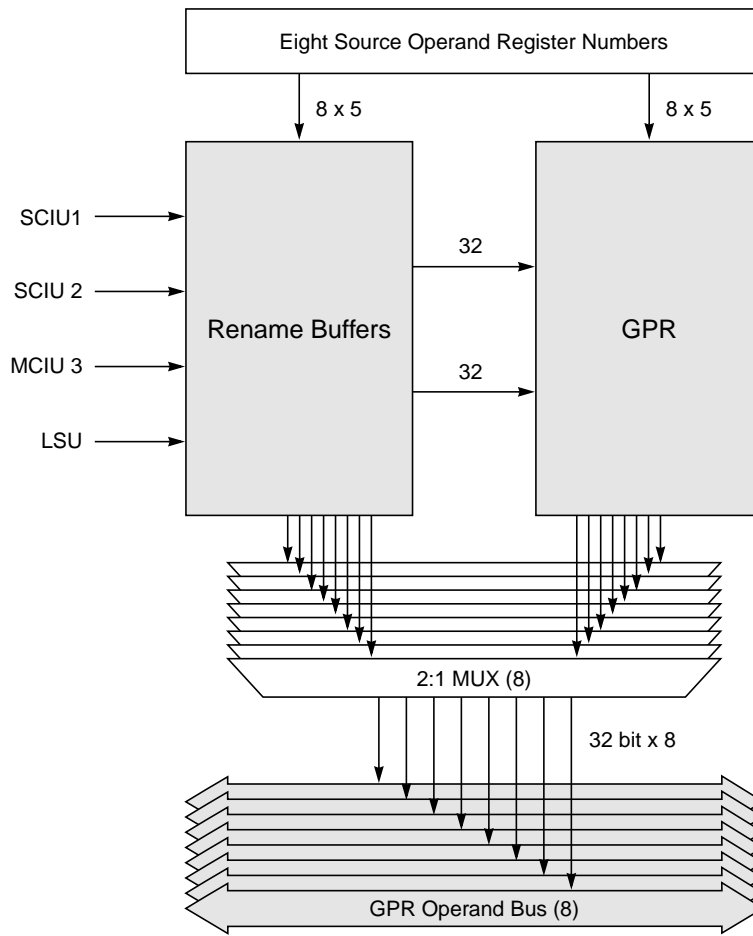 Eight Source Operand Register Numbers
8 x 5
8 x 5
SCIU1
SCIU 2
MCIU 3
LSU
Rename Buffers
32
32
GPR
2:1 MUX (8)
32 bit x 8
GPR Operand Bus (8)